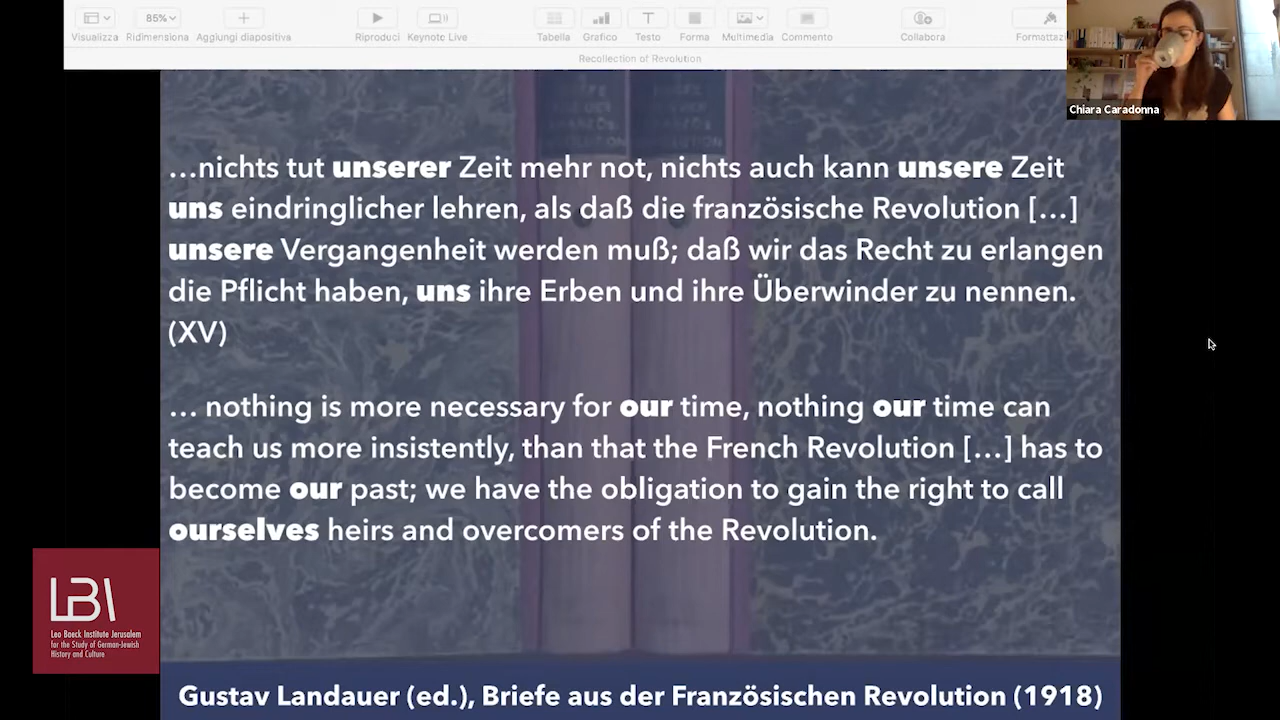 Visualizza
85%
Ridimensiona
Aggiungi diapositiva
Riproduci
Keynote Live
Tabella
Grafico
Testo
Forma
Multimedia
Commento
Collabora
Formattaz
Recollection of Revolution
Chiara Caradonna
…nichts tut unserer Zeit mehr not, nichts auch kann unsere Zeit
uns eindringlicher lehren, als daß die französische Revolution […]
unsere Vergangenheit werden muß; daß wir das Recht zu erlangen
die Pflicht haben, uns ihre Erben und ihre Überwinder zu nennen.
(XV)
… nothing is more necessary for our time, nothing our time can
teach us more insistently, than that the French Revolution […] has to
become our past; we have the obligation to gain the right to call
ourselves heirs and overcomers of the Revolution.
LBI
Leo Baeck Institute Jerusalem
for the Study of German-Jewish
History and Culture
Gustav Landauer (ed.), Briefe aus der Französischen Revolution (1918)